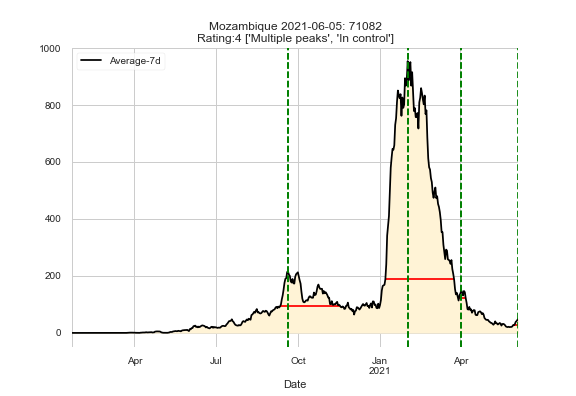 Mozambique 2021-06-05: 71082
Rating:4 ['Multiple peaks', 'In control']
Average-7d
1000
800
600
400
200
0
Apr
Jul
Oct
Jan
2021
Apr
Date